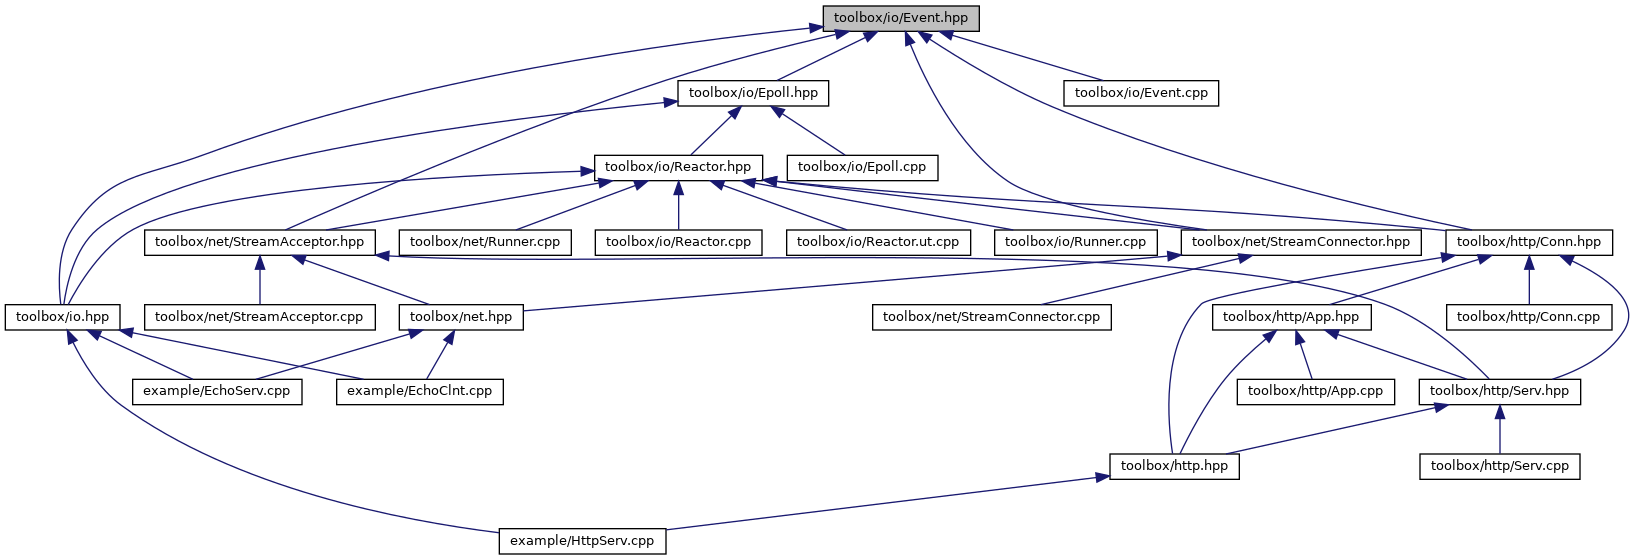 toolbox/io/Event.hpp
toolbox/io/Epoll.hpp
toolbox/io/Event.cpp
toolbox/io/Reactor.hpp
toolbox/io/Epoll.cpp
toolbox/net/StreamAcceptor.hpp
toolbox/net/Runner.cpp
toolbox/io/Reactor.cpp
toolbox/io/Reactor.ut.cpp
toolbox/io/Runner.cpp
toolbox/net/StreamConnector.hpp
toolbox/http/Conn.hpp
toolbox/io.hpp
toolbox/net/StreamAcceptor.cpp
toolbox/net.hpp
toolbox/net/StreamConnector.cpp
toolbox/http/App.hpp
toolbox/http/Conn.cpp
example/EchoServ.cpp
example/EchoClnt.cpp
toolbox/http/App.cpp
toolbox/http/Serv.hpp
toolbox/http.hpp
toolbox/http/Serv.cpp
example/HttpServ.cpp